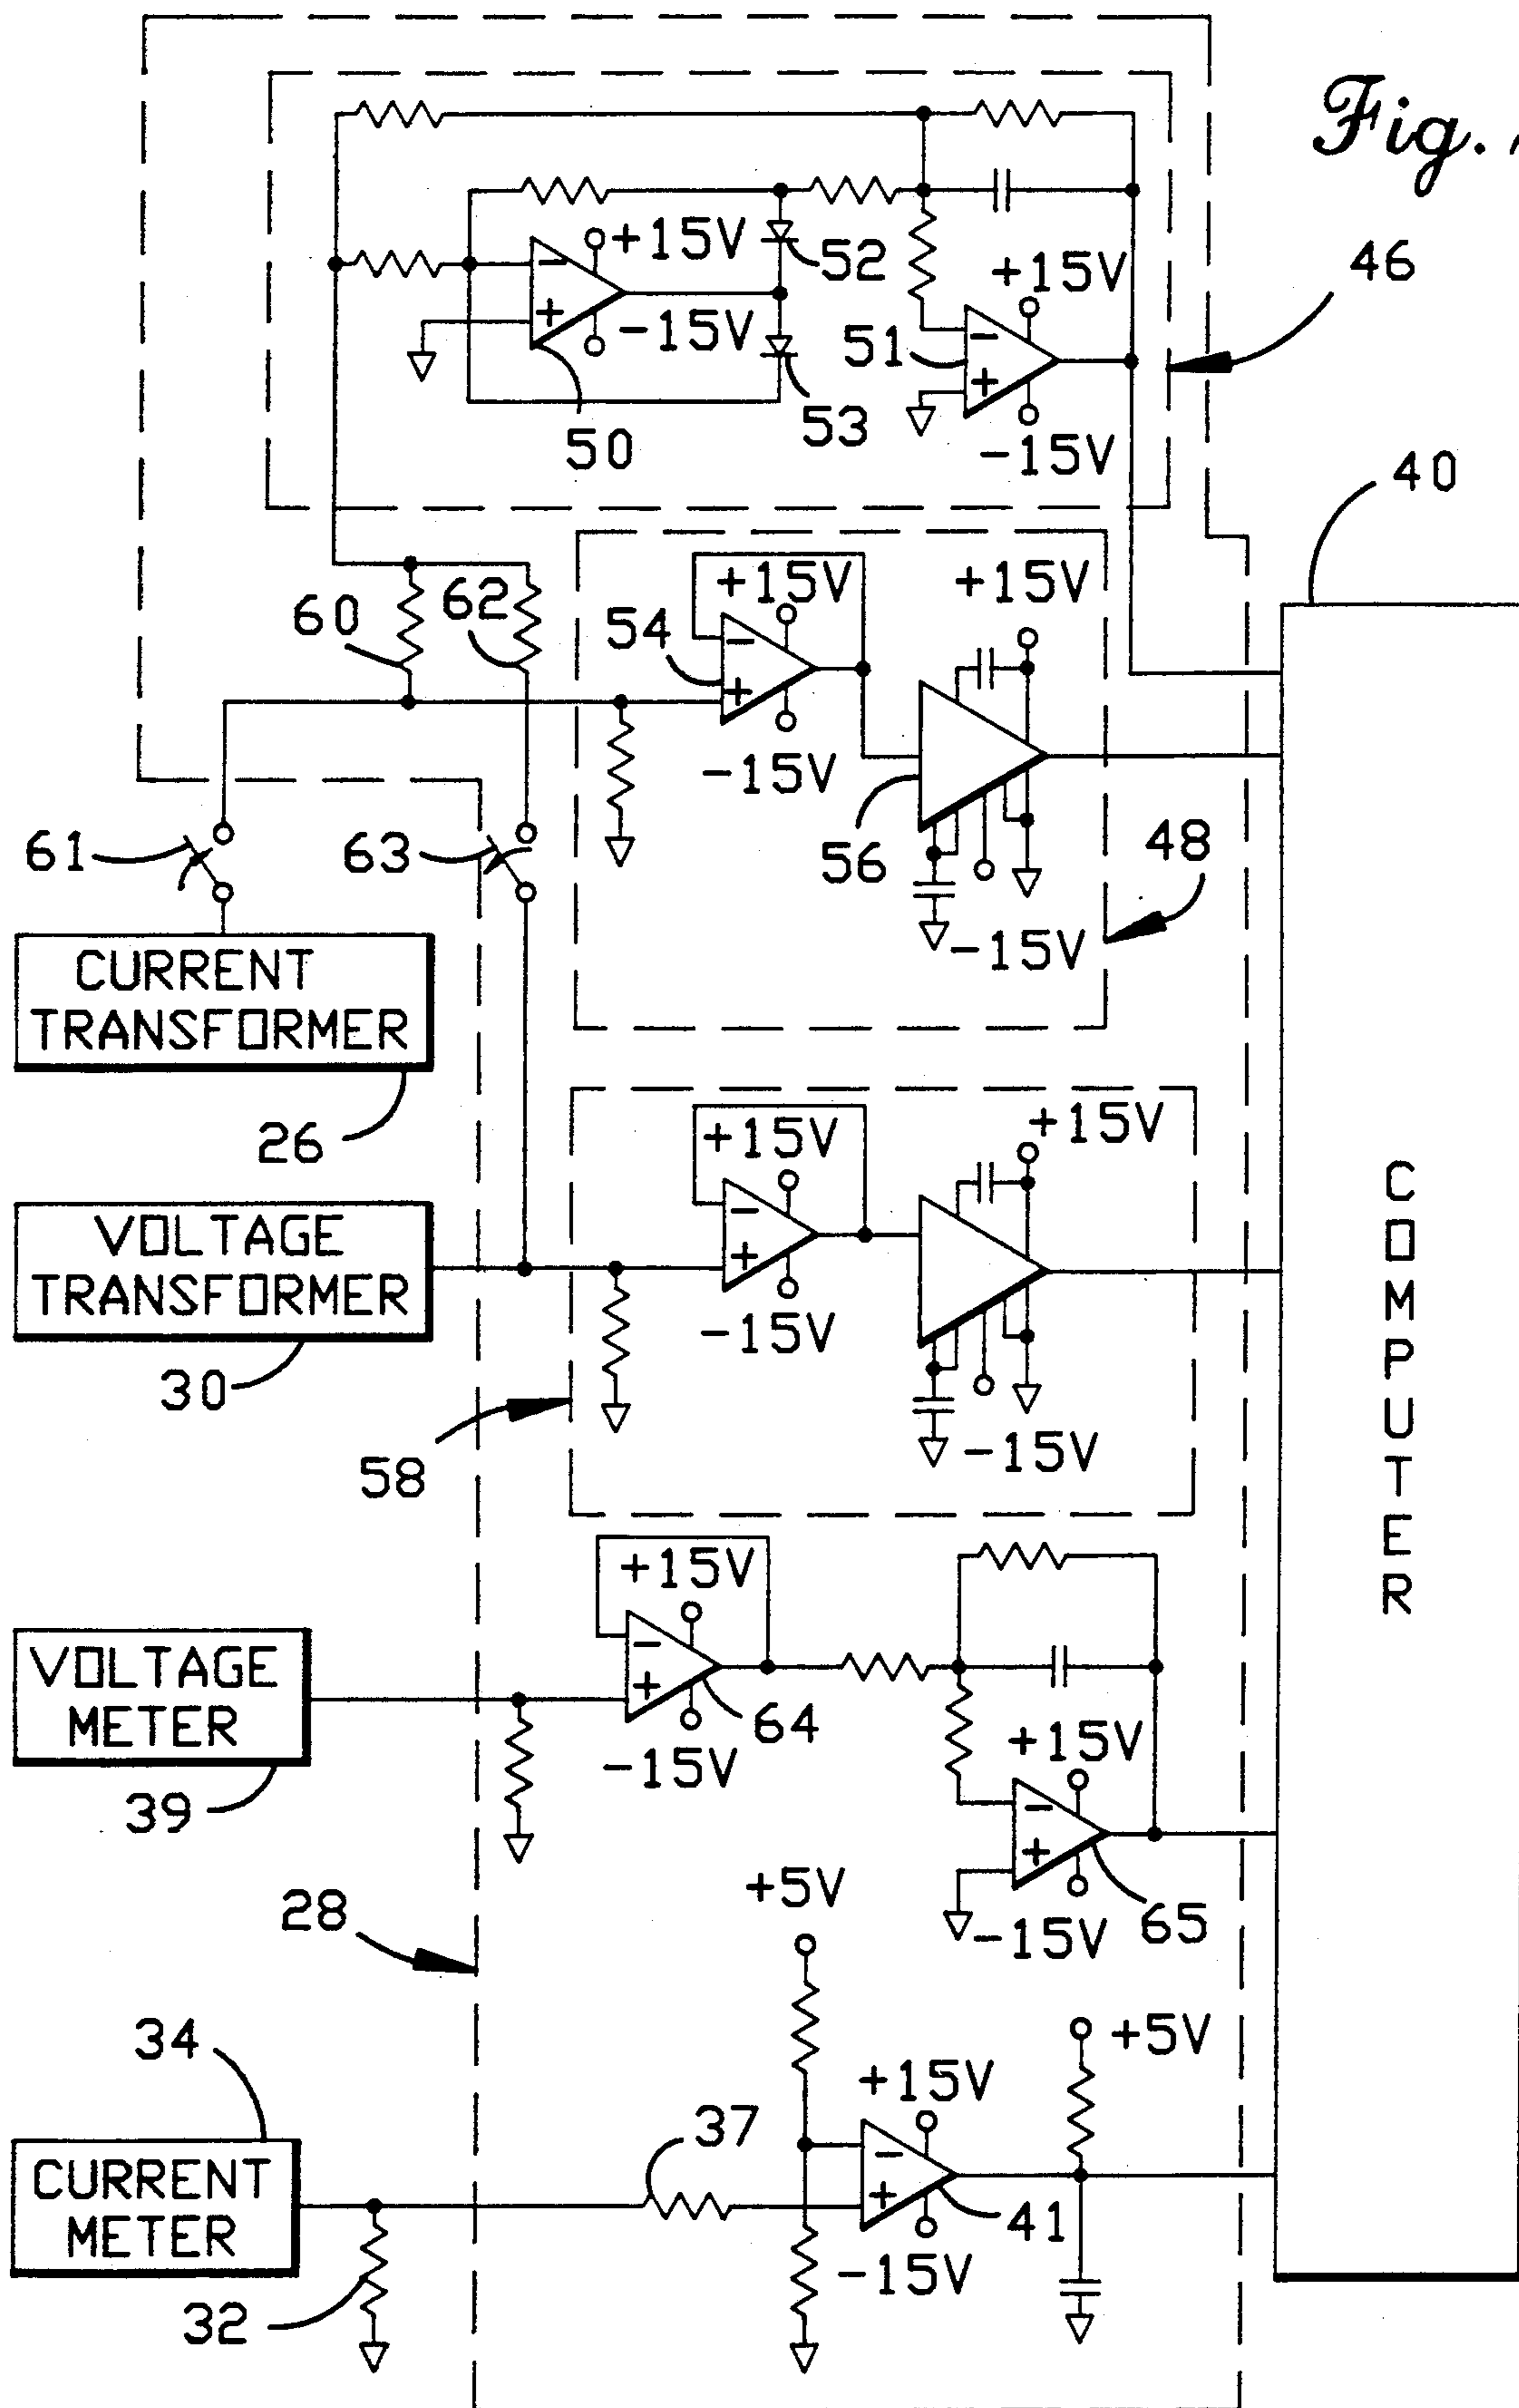 Fig.
+15V
52
+15V
46
-15V
51
53
50
-15V
40
+15V
+15V
60
62
54
-15V
61
63
56
48
-15V
CURRENT
TRANSFORMER
26
+15V
+15V
VOLTAGE
TRANSFORMER
-15V
30
-15V
58
COMPUTER
+15V
VOLTAGE
METER
64
-15V
+15V
39
+5V
28
-15V
65
34
+5V
+15V
37
CURRENT
METER
41
-15V
32